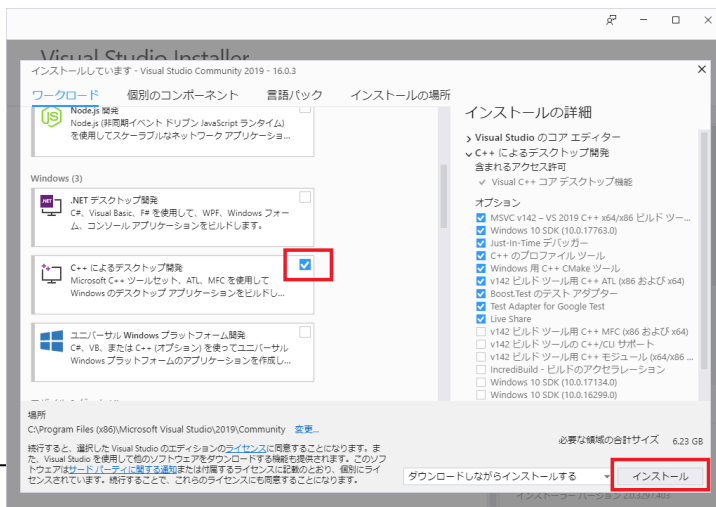 Visual Studio Installer
インストールしています - Visual Studio Community 2019 - 16.0.3
ワークロード 個別のコンポーネント 言語パック インストールの場所
Node.js 開発
Node.js (非同期イベント ドリブン JavaScript ランタイム)
を使用してスケーラブルなネットワーク アプリケーショ...
Windows (3)
.NET デスクトップ開発
C#、Visual Basic、F# を使用して、WPF、Windows フォー
ム、コンソール アプリケーションをビルドします。
C++ によるデスクトップ開発
Microsoft C++ ツールセット、ATL、MFC を使用して
Windows のデスクトップ アプリケーションをビルドし...
ユニバーサル Windows プラットフォーム開発
C#、VB、または C++ (オプション) を使ってユニバーサル
Windows プラットフォームのアプリケーションを作成し...
インストールの詳細
Visual Studio のコア エディター
C++ によるデスクトップ開発
含まれるアクセス許可
Visual C++ コア デスクトップ機能
オプション
MSVC v142 – VS 2019 C++ x64/x86 ビルド ツー...
Windows 10 SDK (10.0.17763.0)
Just-In-Time デバッガー
C++ のプロファイル ツール
Windows 用 C++ CMake ツール
v142 ビルド ツール用 C++ ATL (x86 および x64)
Boost.Test のテスト アダプター
Test Adapter for Google Test
Live Share
v142 ビルド ツール用 C++ MFC (x86 および x64)
v142 ビルド ツールの C++/CLI サポート
v142 ビルド ツール用 C++ モジュール (x64/x86 ...
IncrediBuild - ビルドのアクセラレーション
Windows 10 SDK (10.0.17134.0)
Windows 10 SDK (10.0.16299.0)
場所
C:\Program Files (x86)\Microsoft Visual Studio\2019\Community 変更...
続行すると、選択した Visual Studio のエディションのライセンスに同意することになります。ま
た、Visual Studio を使用して他のソフトウェアをダウンロードする機能も提供されます。このソフ
トウェアはサード パーティに関する通知または付属するライセンスに記載のとおり、個別にライ
センスされています。続行することで、これらのライセンスにも同意することになります。
必要な領域の合計サイズ 6.23 GB
ダウンロードしながらインストールする インストール
インストーラー バージョン 2.0.3297.403